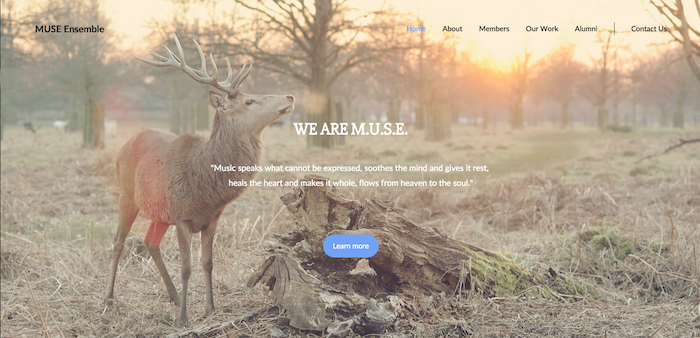 MUSE Ensemble
Home About Members Our Work Alumni Contact Us
WE ARE M.U.S.E.
"Music speaks what cannot be expressed, soothes the mind and gives it rest,
heals the heart and makes it whole, flows from heaven to the soul."
Learn more